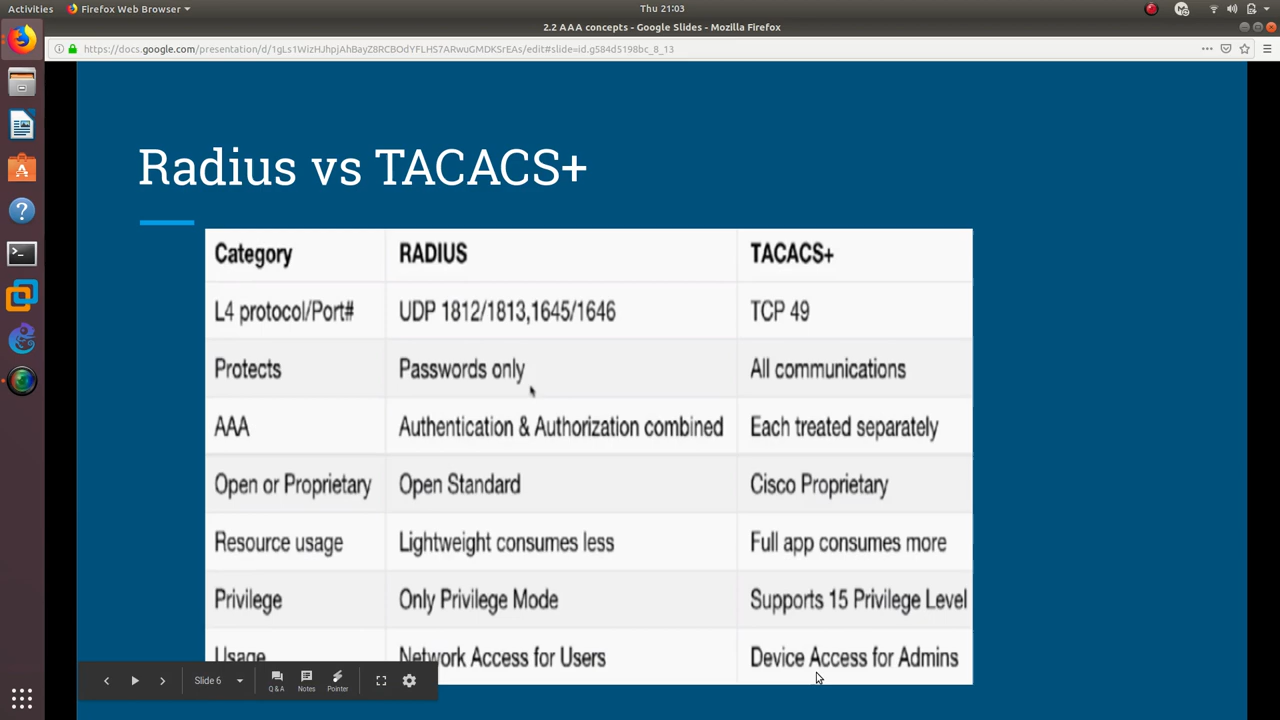 Activities Firefox Web Browser Thu 21:03
2.2 AAA concepts - Google Slides - Mozilla Firefox
https://docs.google.com/presentation/d/1gLs1WizHJhpjAhBayZ8RCBOdYFLHS7ARwuGMDKSrEAs/edit#slide=id.g584d5198bc_8_13
Radius vs TACACS+
Category RADIUS TACACS+
L4 protocol/Port# UDP 1812/1813,1645/1646 TCP 49
Protects Passwords only All communications
AAA Authentication & Authorization combined Each treated separately
Open or Proprietary Open Standard Cisco Proprietary
Resource usage Lightweight consumes less Full app consumes more
Privilege Only Privilege Mode Supports 15 Privilege Level
Usage Network Access for Users Device Access for Admins
Slide 6 Q & A Notes Pointer